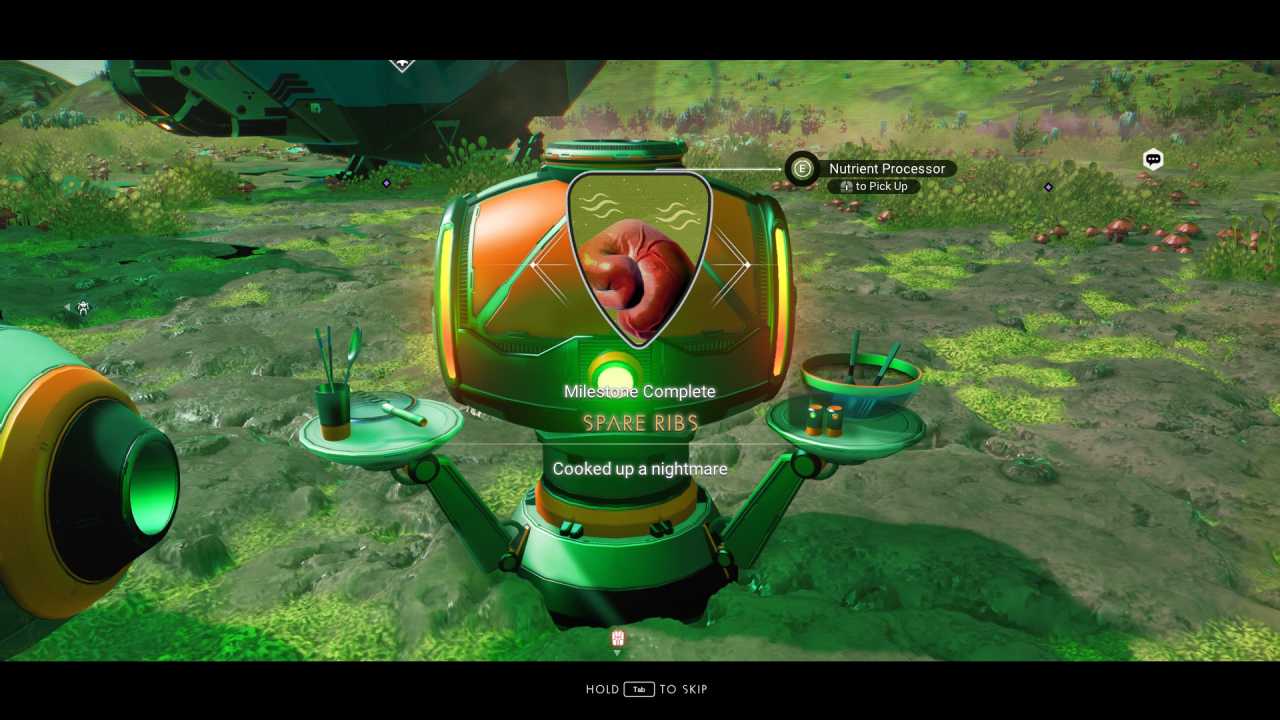 E
Nutrient Processor
to Pick Up
Milestone Complete
SPARE RIBS
Cooked up a nightmare
HOLD Tab TO SKIP